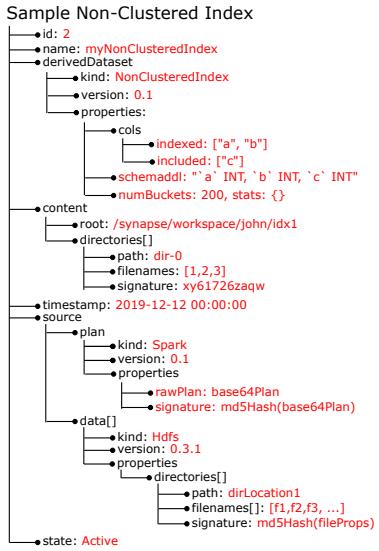 Sample Non-Clustered Index
id: 2
name: myNonClusteredIndex
derivedDataset
kind: NonClusteredIndex
version: 0.1
properties:
cols
indexed: ["a", "b"]
included: ["c"]
schemaddl: "`a` INT, `b` INT, `c` INT"
numBuckets: 200, stats: {}
content
root: /synapse/workspace/john/idx1
directories[]
path: dir-0
filenames: [1,2,3]
signature: xy61726zaqw
timestamp: 2019-12-12 00:00:00
source
plan
kind: Spark
version: 0.1
properties
rawPlan: base64Plan
signature: md5Hash(base64Plan)
data[]
kind: Hdfs
version: 0.3.1
properties
directories[]
path: dirLocation1
filenames[]: [f1,f2,f3, ...]
signature: md5Hash(fileProps)
state: Active